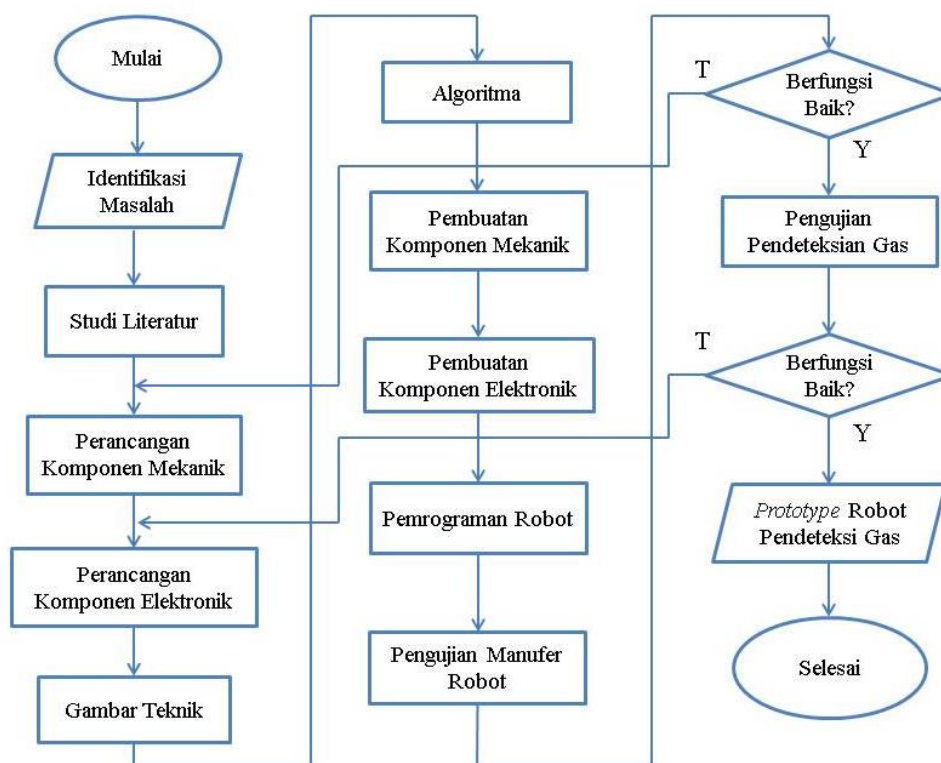 Mulai
Identifikasi
Masalah
Studi Literatur
Perancangan
Komponen Mekanik
Perancangan
Komponen Elektronik
Gambar Teknik
Algoritma
Pembuatan
Komponen Mekanik
Pembuatan
Komponen Elektronik
Pemrograman Robot
Pengujian Manufer
Robot
T
Berfungsi
Baik?
Y
Pengujian
Pendeteksian Gas
T
Berfungsi
Baik?
Y
Prototype Robot
Pendeteksi Gas
Selesai